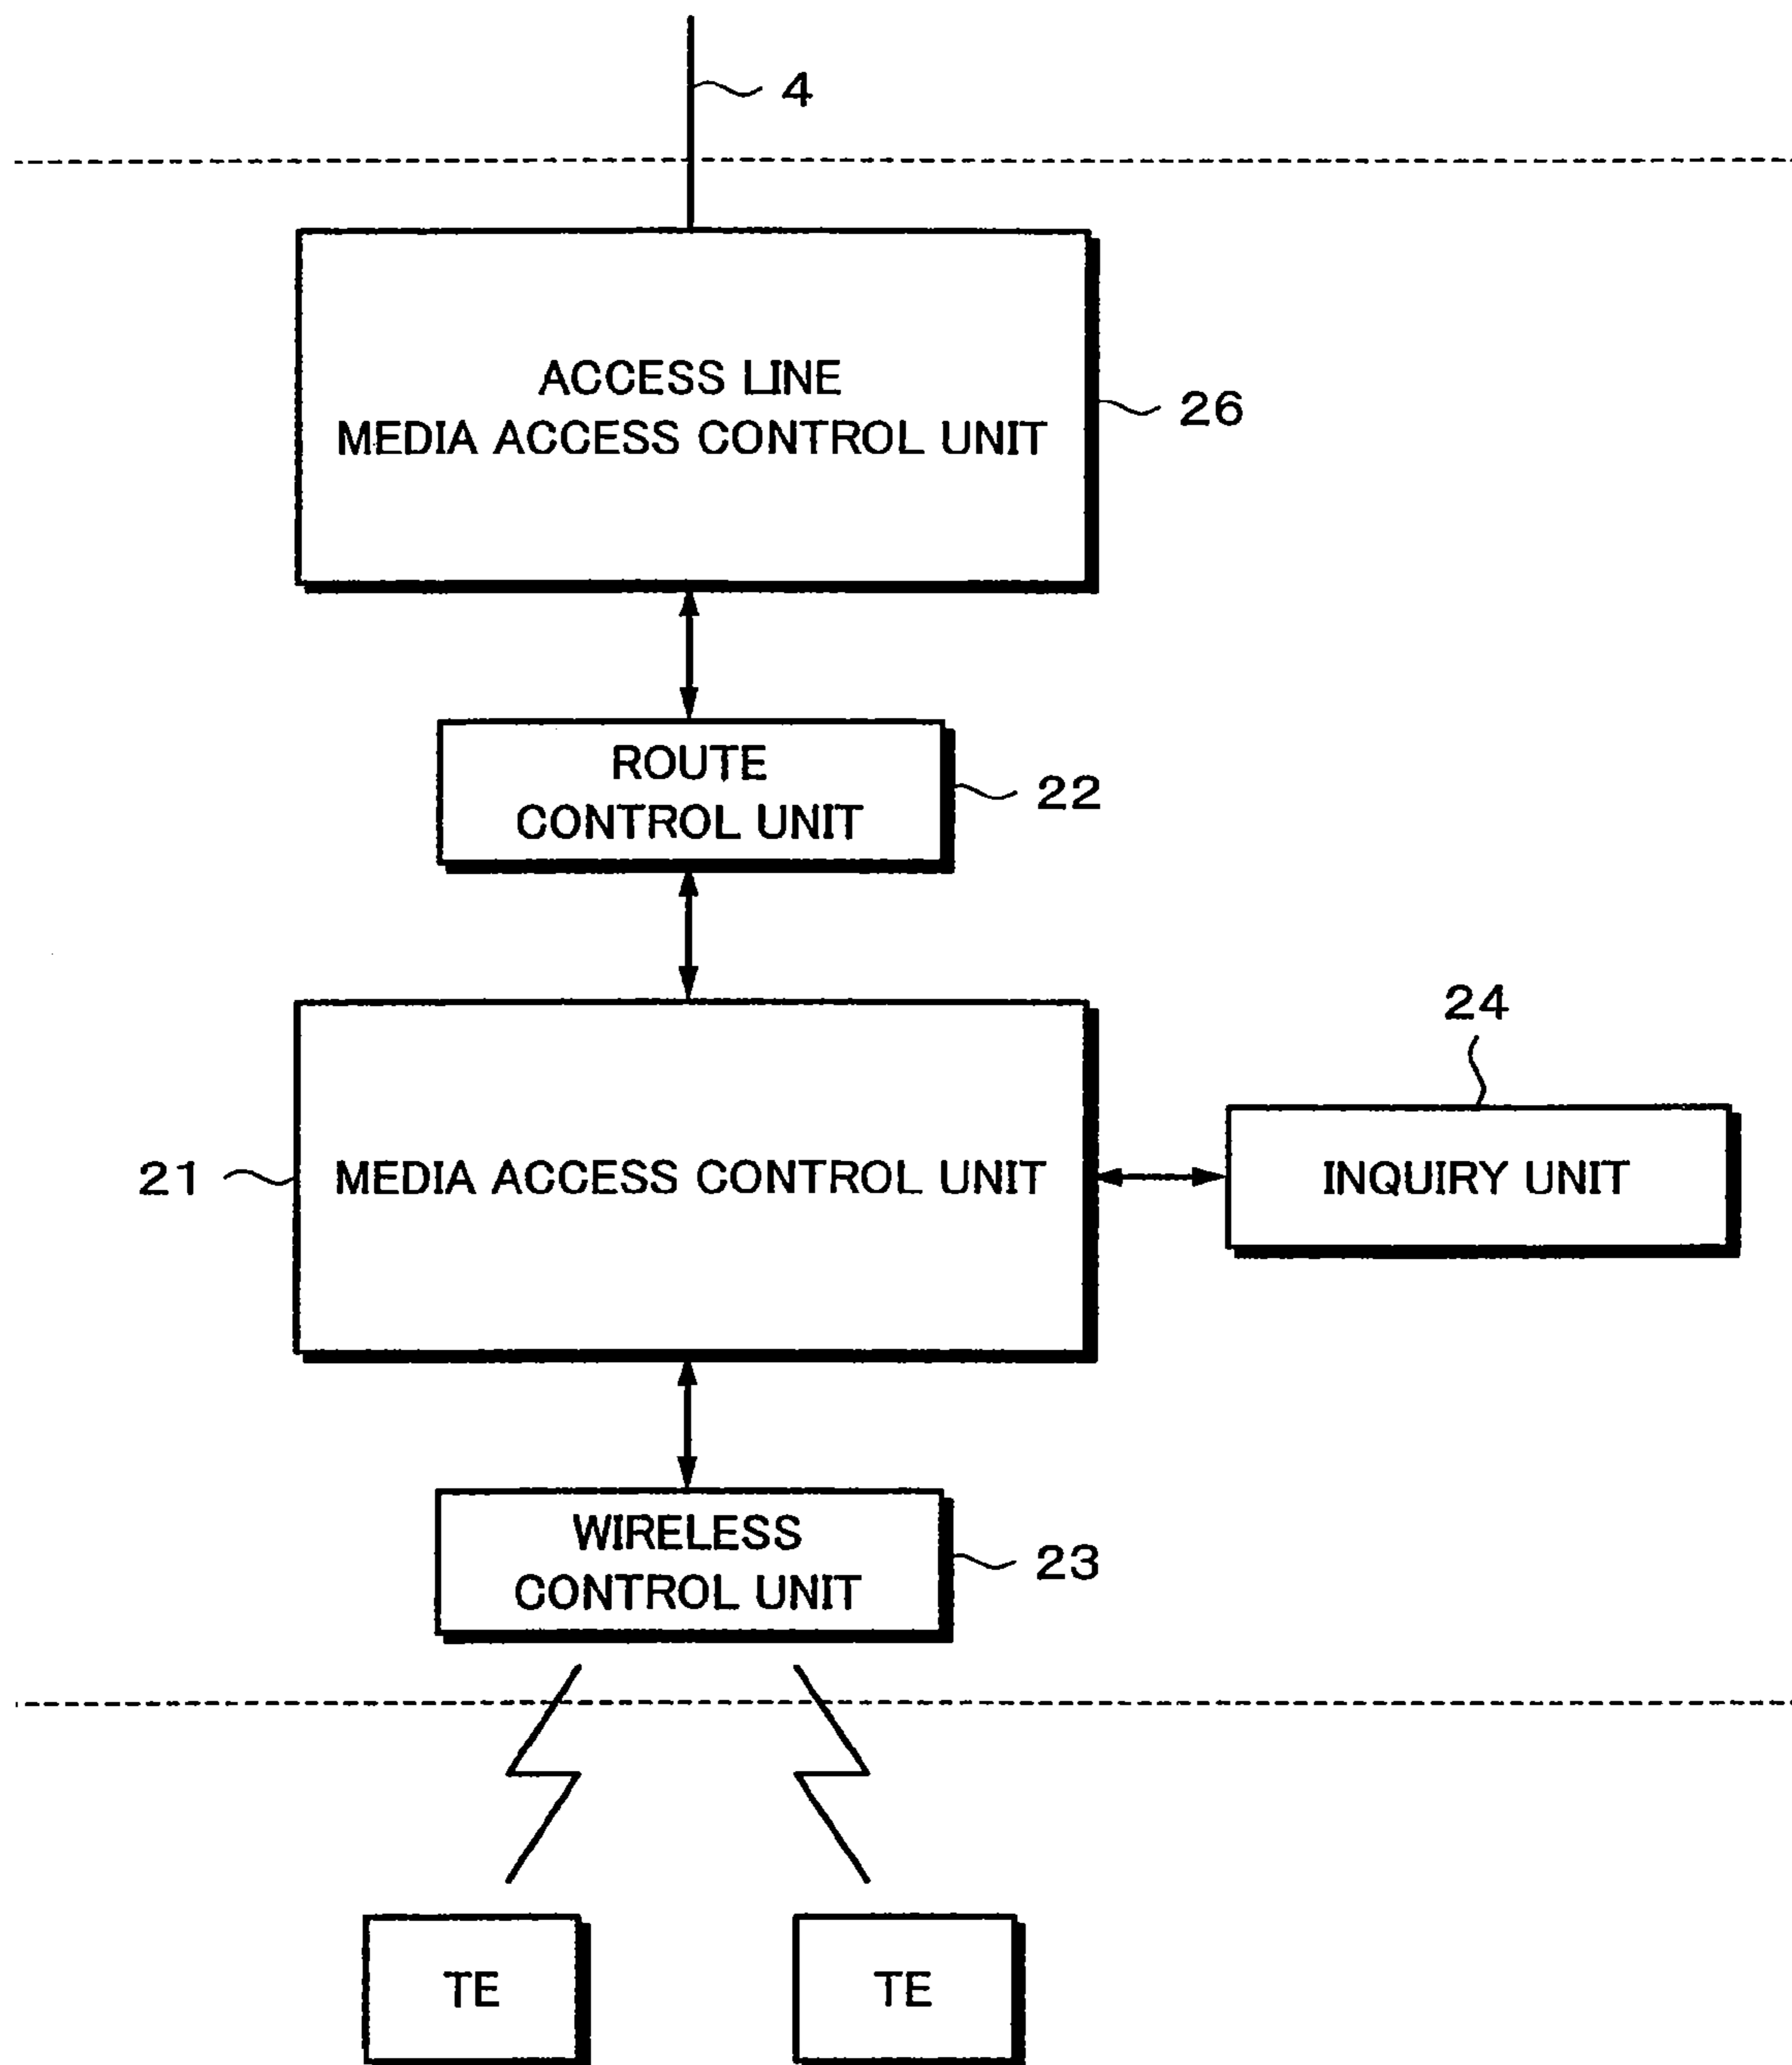 4
ACCESS LINE
MEDIA ACCESS CONTROL UNIT
26
ROUTE
CONTROL UNIT
22
24
21
MEDIA ACCESS CONTROL UNIT
INQUIRY UNIT
WIRELESS
CONTROL UNIT
23
TE
TE